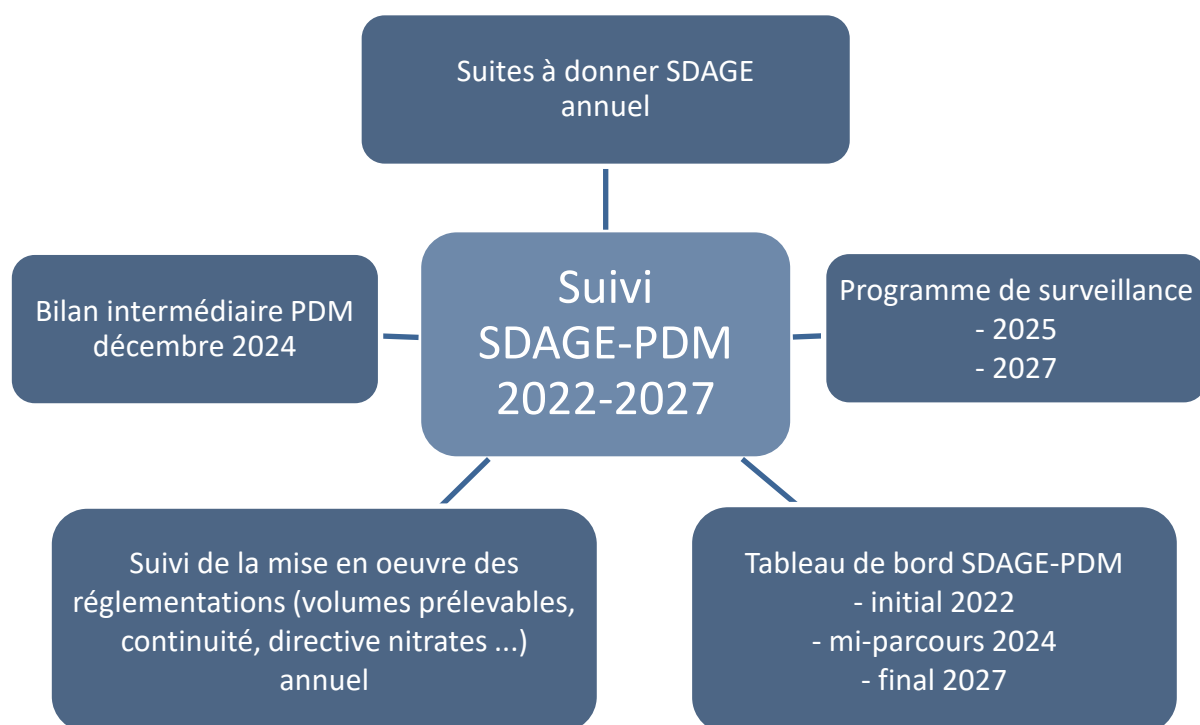 Suites à donner SDAGE
annuel
Bilan intermédiaire PDM
décembre 2024
Suivi
SDAGE-PDM
2022-2027
Programme de surveillance
- 2025
- 2027
Suivi de la mise en oeuvre des
réglementations (volumes prélevables,
continuité, directive nitrates ...)
annuel
Tableau de bord SDAGE-PDM
- initial 2022
- mi-parcours 2024
- final 2027